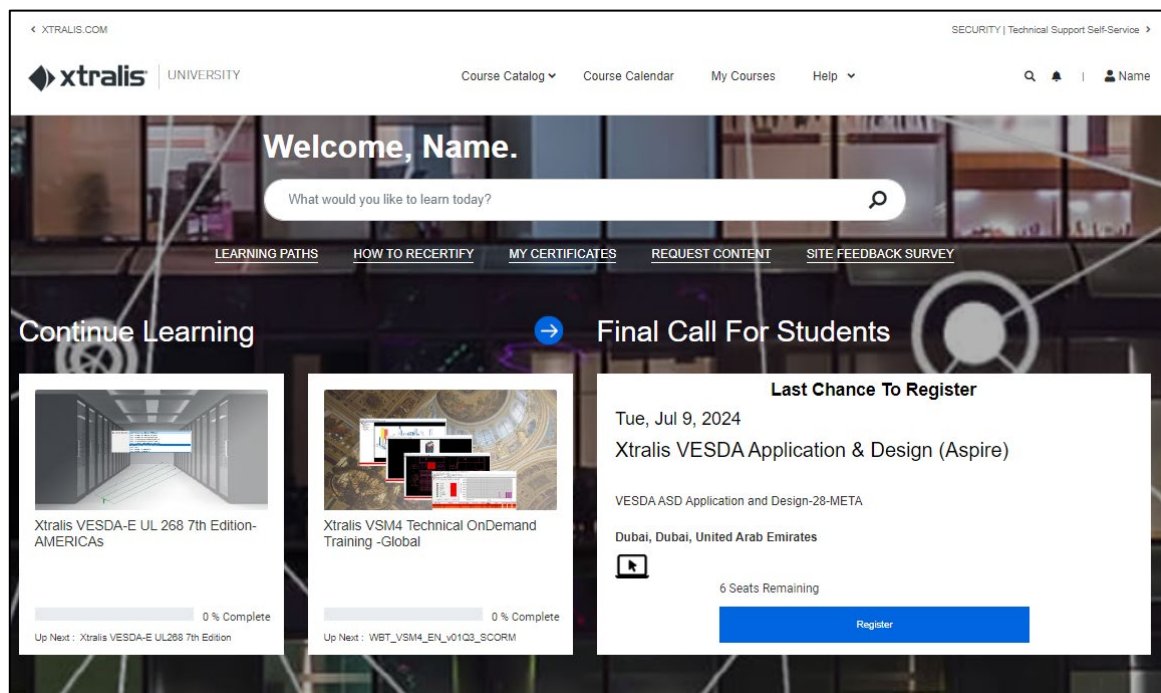 XTRALIS.COM
SECURITY | Technical Support Self-Service
xtralis UNIVERSITY
Course Catalog
Course Calendar
My Courses
Help
Name
Welcome, Name.
What would you like to learn today?
LEARNING PATHS
HOW TO RECERTIFY
MY CERTIFICATES
REQUEST CONTENT
SITE FEEDBACK SURVEY
Continue Learning
Xtralis VESDA-E UL 268 7th Edition-
AMERICAs
0 % Complete
Up Next : Xtralis VESDA-E UL268 7th Edition
Xtralis VSM4 Technical OnDemand
Training -Global
0 % Complete
Up Next : WBT_VSM4_EN_v01Q3_SCORM
Final Call For Students
Last Chance To Register
Tue, Jul 9, 2024
Xtralis VESDA Application & Design (Aspire)
VESDA ASD Application and Design-28-META
Dubai, Dubai, United Arab Emirates
6 Seats Remaining
Register